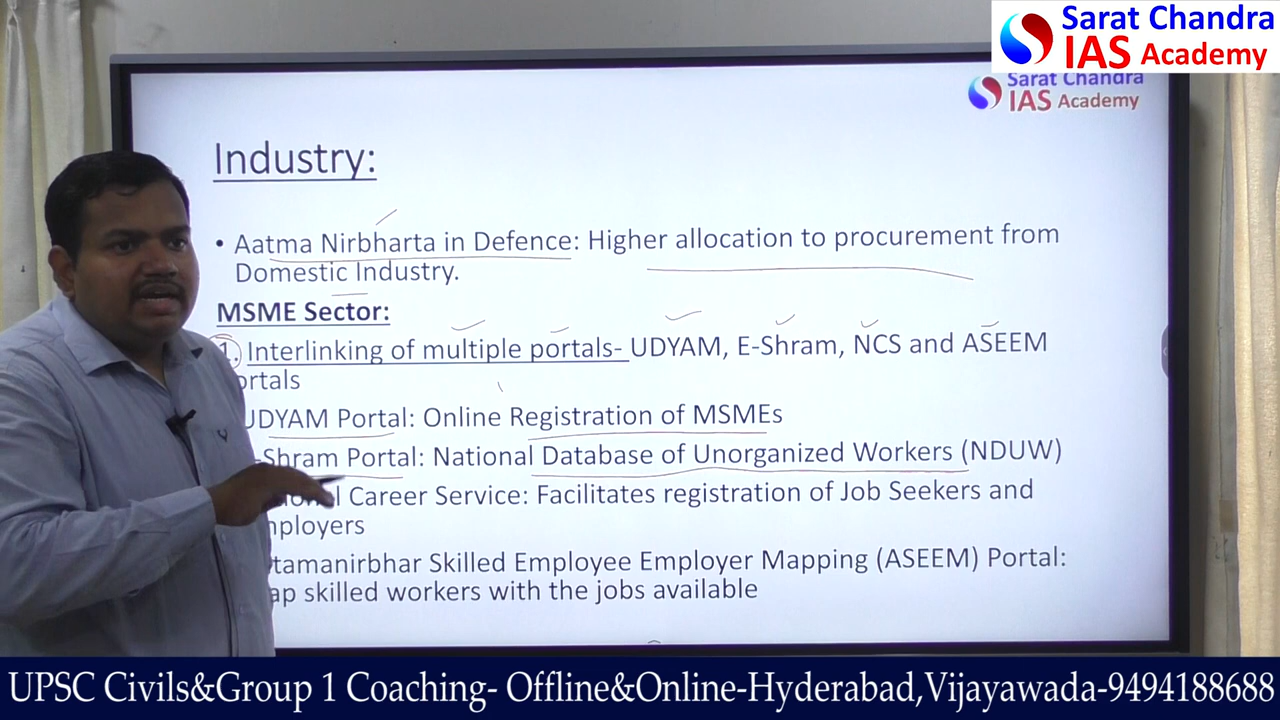 Sarat Chandra
IAS Academy
Sarat Chandra
IAS Academy
Industry:
• Aatma Nirbharta in Defence: Higher allocation to procurement from
Domestic Industry.
MSME Sector:
1. Interlinking of multiple portals- UDYAM, E-Shram, NCS and ASEEM
ortals
UDYAM Portal: Online Registration of MSMEs
-Shram Portal: National Database of Unorganized Workers (NDUW)
Career Service: Facilitates registration of Job Seekers and
mployers
tamanirbhar Skilled Employee Employer Mapping (ASEEM) Portal:
ap skilled workers with the jobs available
UPSC Civils&Group 1 Coaching- Offline&Online-Hyderabad,Vijayawada-9494188688